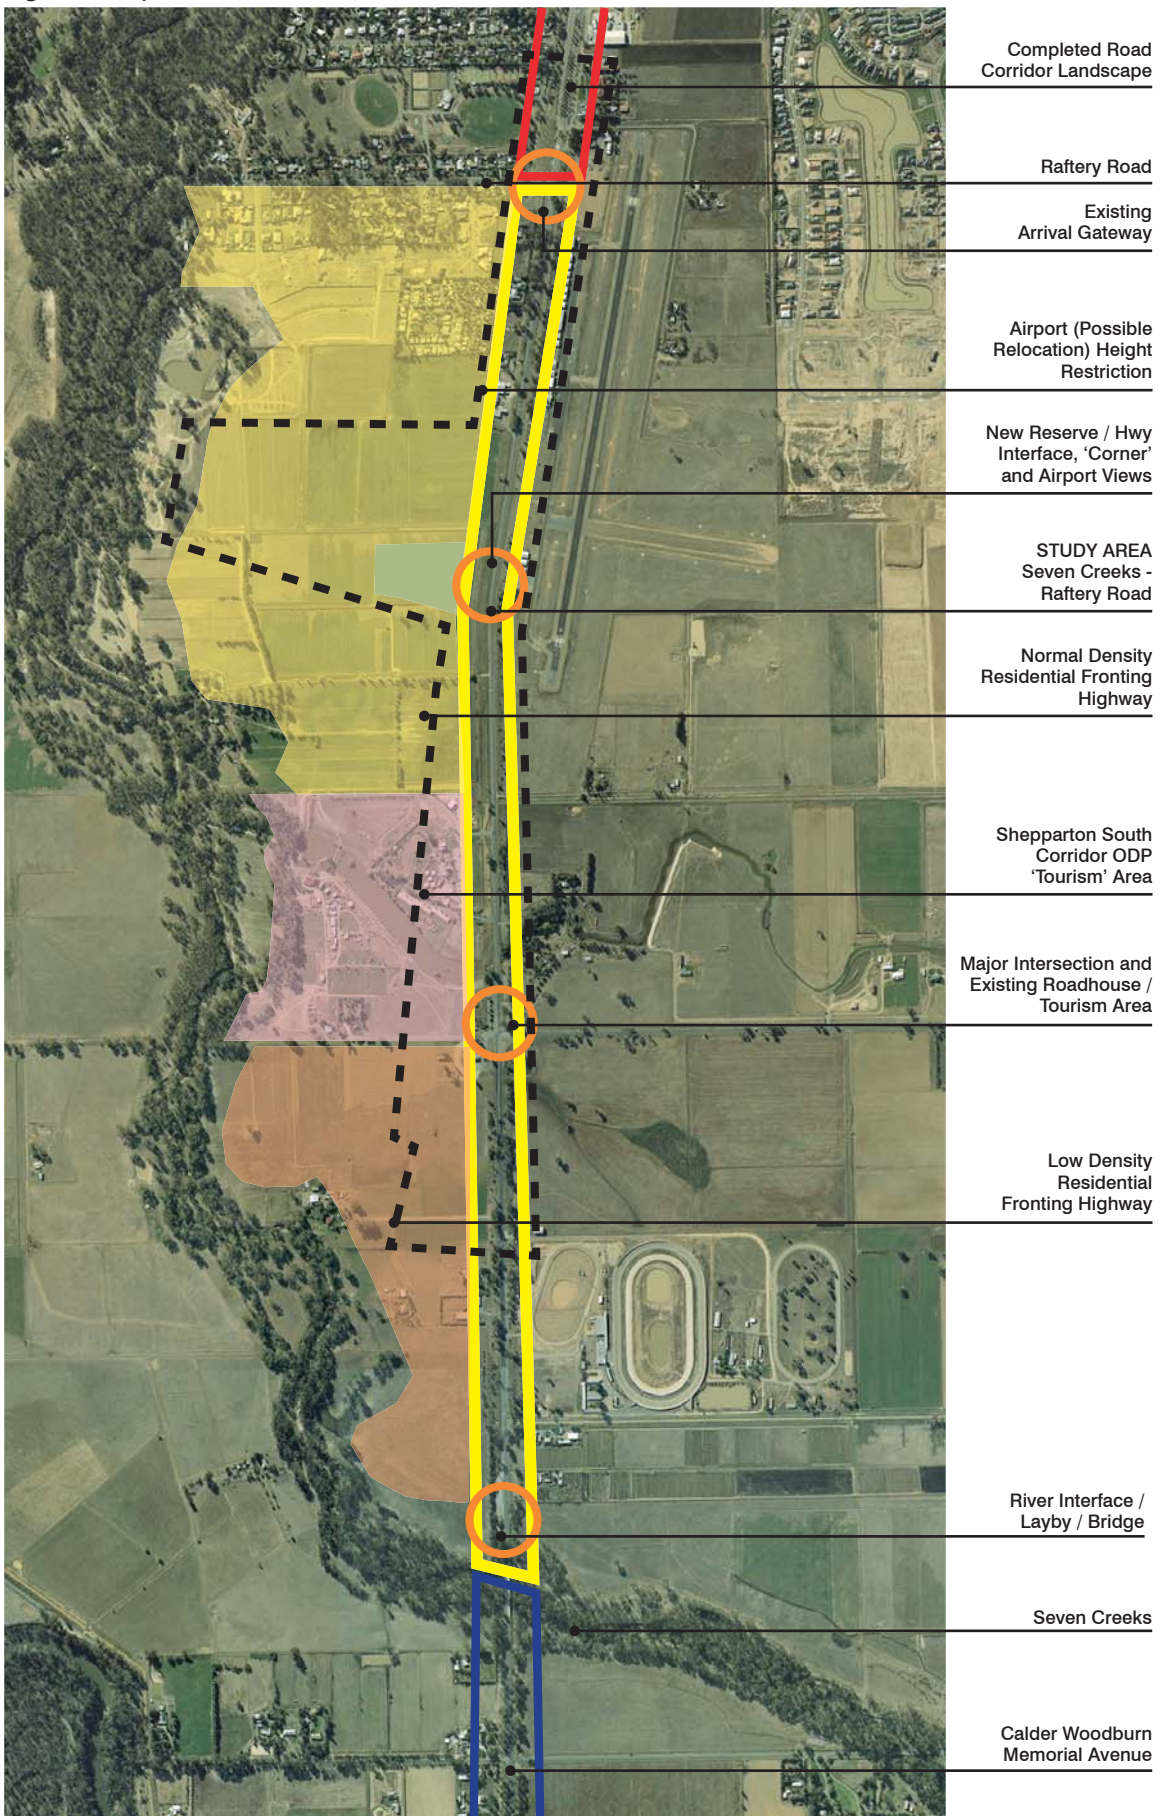 Completed Road
Corridor Landscape
Raftery Road
Existing
Arrival Gateway
Airport (Possible
Relocation) Height
Restriction
New Reserve / Hwy
Interface, ‘Corner’
and Airport Views
STUDY AREA
Seven Creeks -
Raftery Road
Normal Density
Residential Fronting
Highway
Shepparton South
Corridor ODP
‘Tourism’ Area
Major Intersection and
Existing Roadhouse /
Tourism Area
Low Density
Residential
Fronting Highway
River Interface /
Layby / Bridge
Seven Creeks
Calder Woodburn
Memorial Avenue